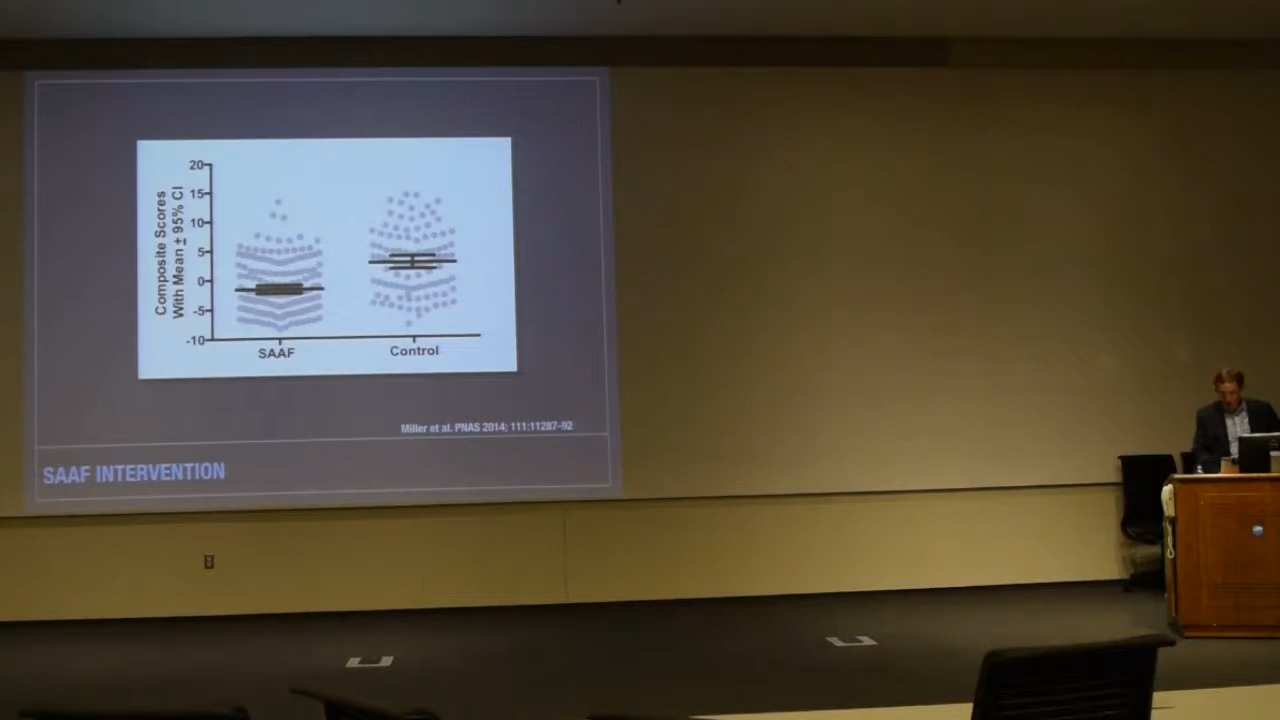 Composite Scores
With Mean ± 95% CI
20
15
10
5
0
-5
-10
SAAF
Control
Miller et al. PNAS 2014; 111:11287-92
SAAF INTERVENTION